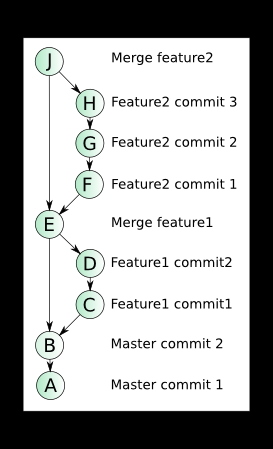 J Merge feature2
H Feature2 commit 3
G Feature2 commit 2
F Feature2 commit 1
E Merge feature1
D Feature1 commit2
C Feature1 commit1
B Master commit 2
A Master commit 1